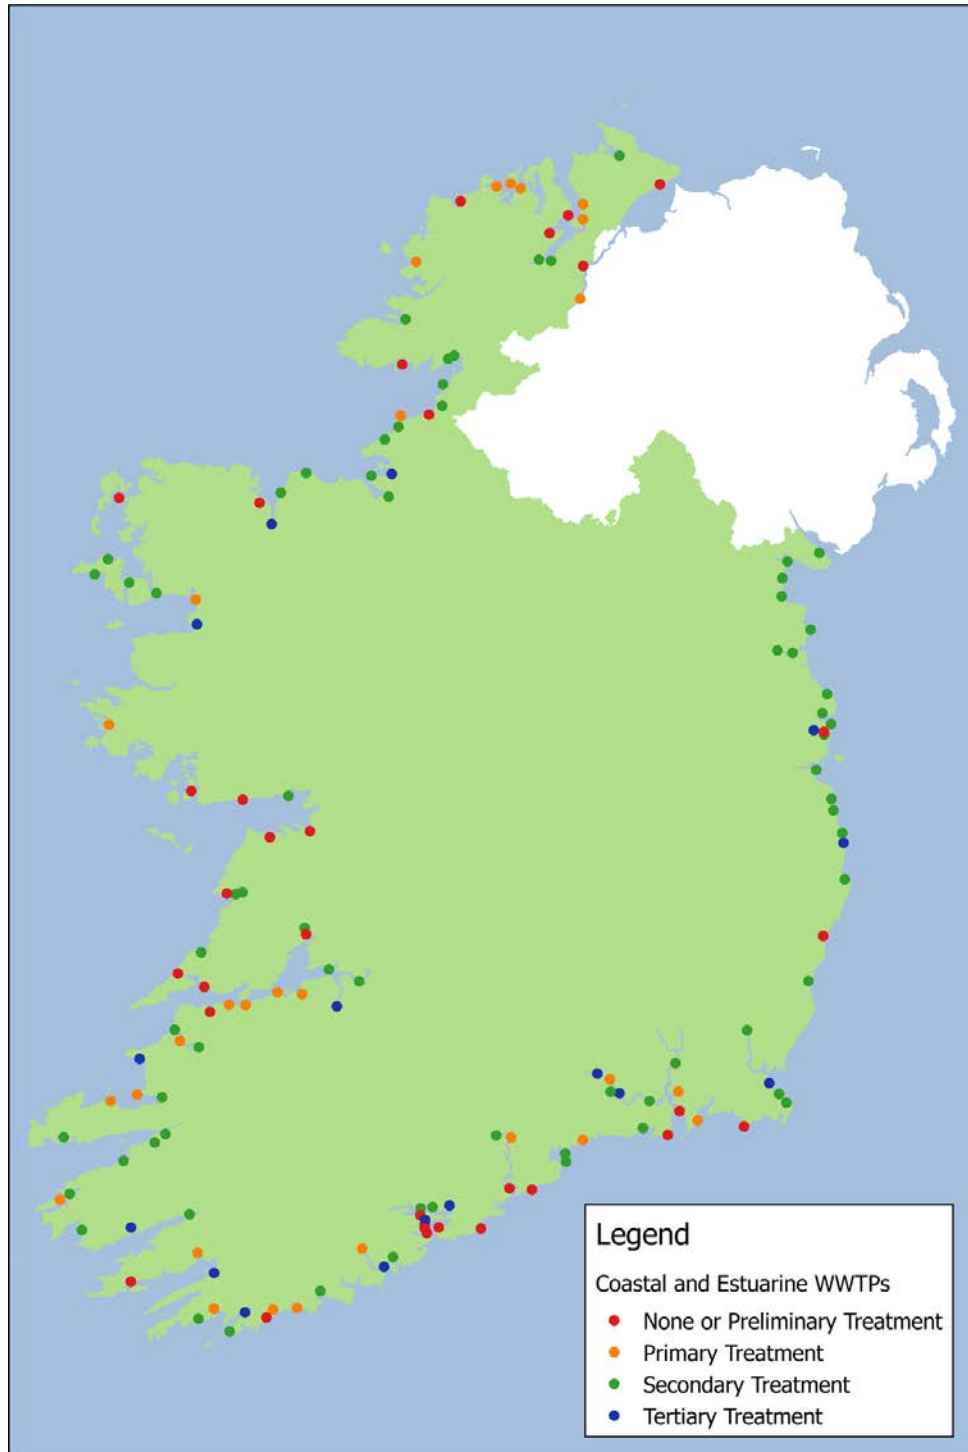 Legend
Coastal and Estuarine WWTPs
None or Preliminary Treatment
Primary Treatment
Secondary Treatment
Tertiary Treatment